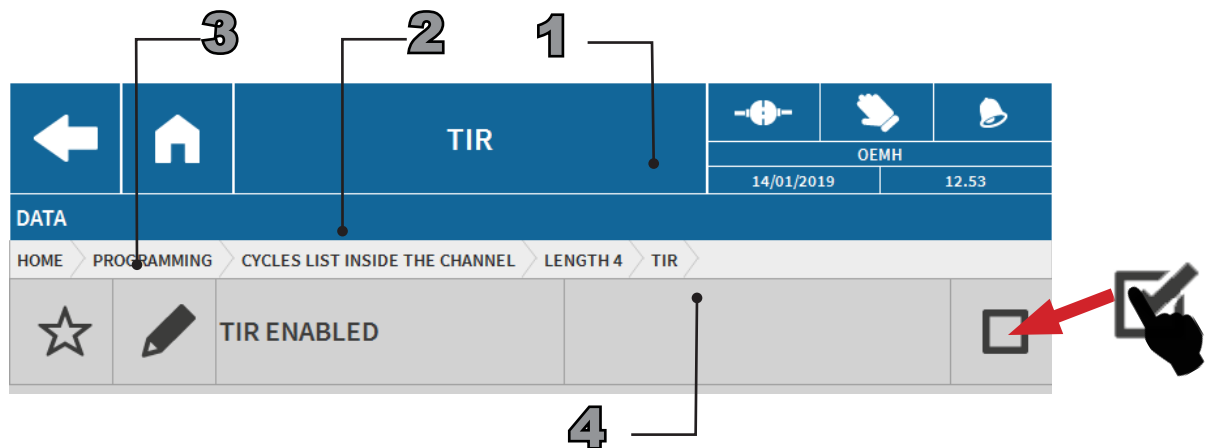 3 2 1
TIR
OEMH
14/01/2019 12.53
DATA
HOME PROGRAMMING CYCLES LIST INSIDE THE CHANNEL LENGTH 4 TIR
TIR ENABLED
4